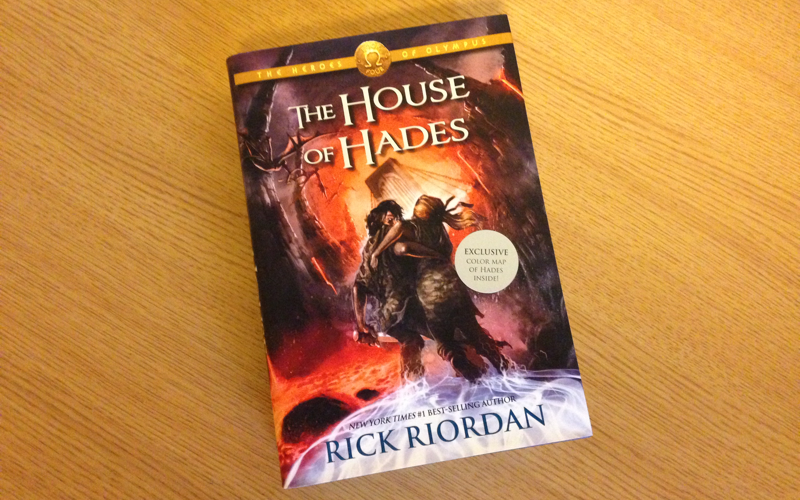 THE HEROES OF OLYMPUS
THE HOUSE
OF HADES
EXCLUSIVE
COLOR MAP
OF HADES
INSIDE!
NEW YORK TIMES #1 BEST-SELLING AUTHOR
RICK RIORDAN